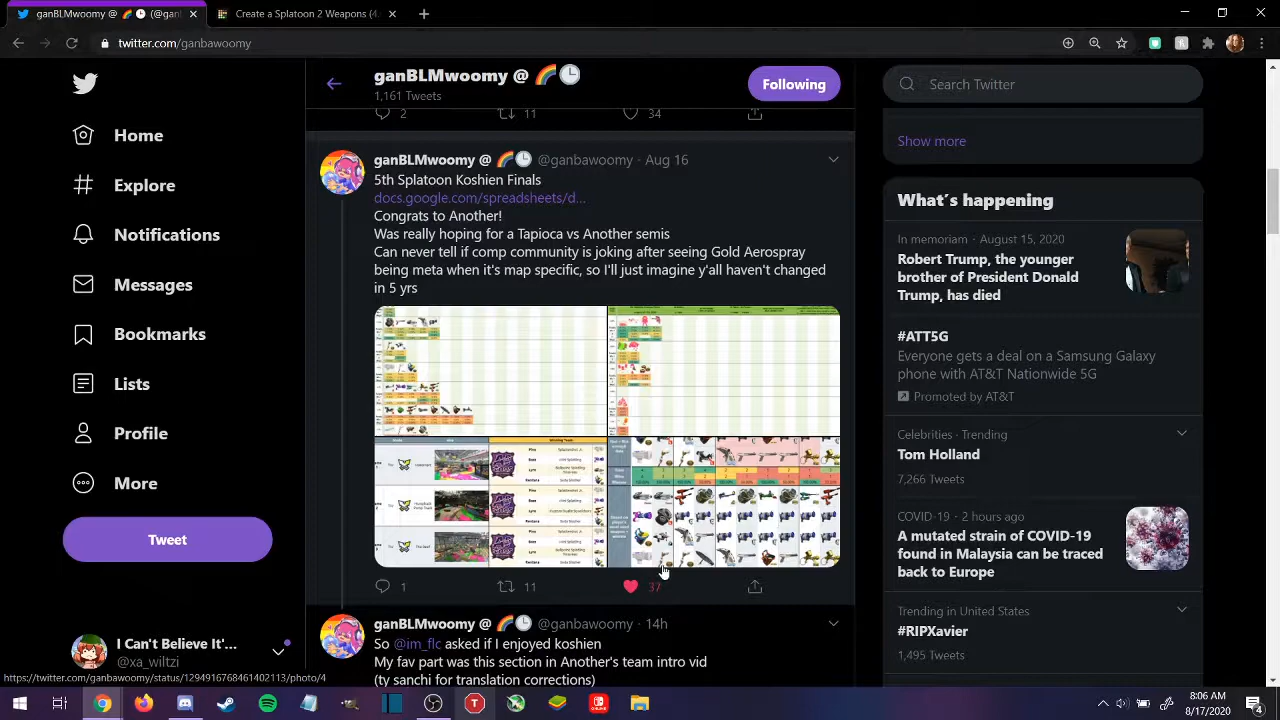 ganBLMwoomy @ 🌈🕒 (@ganb
Create a Splatoon 2 Weapons (4.
twitter.com/ganbawoomy
ganBLMwoomy @ 🌈🕒
1,161 Tweets
Following
Search Twitter
2 11 34
Home
Explore
Notifications
Messages
Bookmarks
Lists
Profile
More
Tweet
I Can't Believe It'...
@xa_wiltzi
ganBLMwoomy @ 🌈🕒 @ganbawoomy · Aug 16
5th Splatoon Koshien Finals
docs.google.com/spreadsheets/d...
Congrats to Another!
Was really hoping for a Tapioca vs Another semis
Can never tell if comp community is joking after seeing Gold Aerospray
being meta when it's map specific, so I'll just imagine y'all haven't changed
in 5 yrs
Winning Team
1 11 37
ganBLMwoomy @ 🌈🕒 @ganbawoomy · 14h
So @im_flc asked if I enjoyed koshien
My fav part was this section in Another's team intro vid
(ty sanchi for translation corrections)
Show more
What's happening
In memoriam · August 15, 2020
Robert Trump, the younger
brother of President Donald
Trump, has died
#ATT5G
Everyone gets a deal on a Samsung Galaxy
phone with AT&T Nationwide 5G
Promoted by AT&T
Celebrities · Trending
Tom Holland
7,266 Tweets
COVID-19 · 2 hours ago
found in Malaysia can be traced
back to Europe
Trending in United States
#RIPXavier
1,495 Tweets
https://twitter.com/ganbawoomy/status/1294916768461402113/photo/4
8:06 AM
8/17/2020